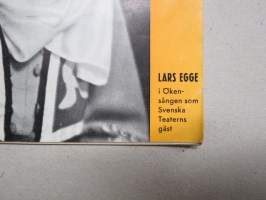 LARS EGGE
i Oken-
sången som
Svenska
Teaterns
gäst